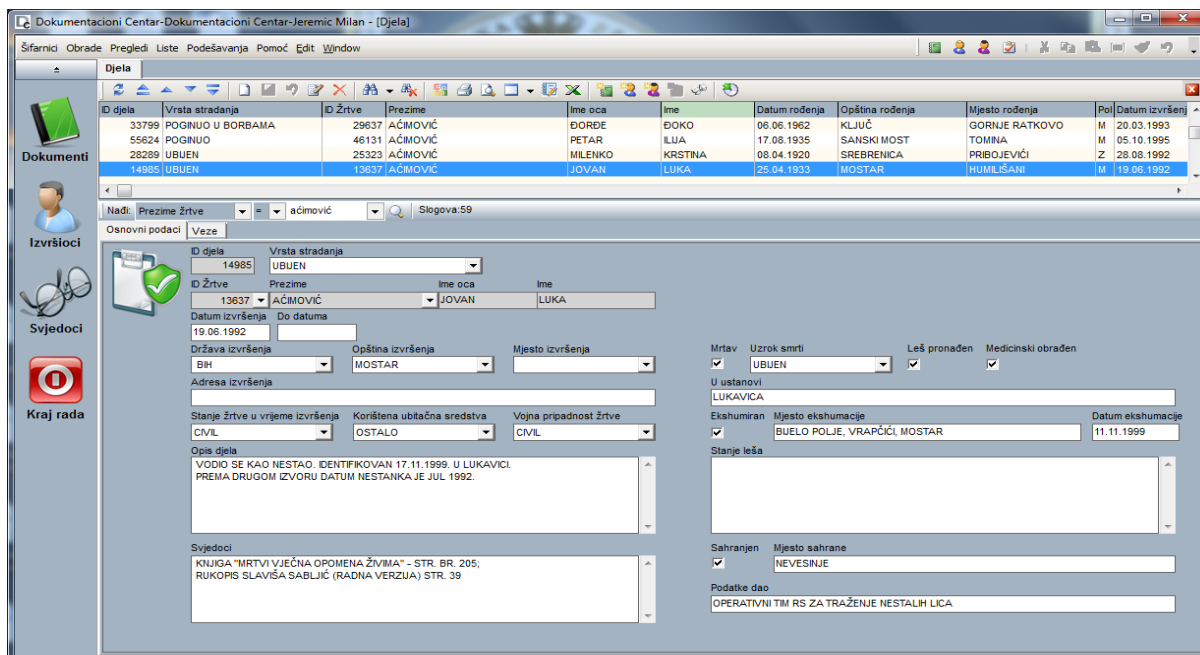 Dokumentacioni Centar-Dokumentacioni Centar-Jeremic Milan - [Djela]
Šifarnici Obrade Pregledi Liste Podešavanja Pomoć Edit Window
Djela
ID djela Vrsta stradanja ID Žrtve Prezime Ime oca Ime Datum rođenja Opština rođenja Mjesto rođenja Pol Datum izvršenj
33799 POGINUO U BORBAMA 29637 AĆIMOVIĆ ĐORĐE ĐOKO 06.06.1962 KLJUČ GORNJE RATKOVO M 20.03.1993
55624 POGINUO 46131 AĆIMOVIĆ PETAR ILIJA 17.08.1935 SANSKI MOST TOMINA M 05.10.1995
28289 UBIJEN 25323 AĆIMOVIĆ MILENKO KRSTINA 08.04.1920 SREBRENICA PRIBOJEVIĆI Z 28.08.1992
14985 UBIJEN 13637 AĆIMOVIĆ JOVAN LUKA 25.04.1933 MOSTAR HUMILIŠANI M 19.06.1992
Dokumenti
Izvršioci
Svjedoci
Kraj rada
Nađi: Prezime žrtve = aćimović Slogova:59
Osnovni podaci Veze
ID djela Vrsta stradanja
14985 UBIJEN
ID Žrtve Prezime Ime oca Ime
13637 AĆIMOVIĆ JOVAN LUKA
Datum izvršenja Do datuma
19.06.1992
Država izvršenja Opština izvršenja Mjesto izvršenja
BIH MOSTAR
Adresa izvršenja
Stanje žrtve u vrijeme izvršenja Korištena ubitačna sredstva Vojna pripadnost žrtve
CIVIL OSTALO CIVIL
Opis djela
VODIO SE KAO NESTAO. IDENTIFIKOVAN 17.11.1999. U LUKAVICI.
PREMA DRUGOM IZVORU DATUM NESTANKA JE JUL 1992.
Svjedoci
KNJIGA "MRTVI VJEČNA OPOMENA ŽIVIMA" - STR. BR. 205;
RUKOPIS SLAVIŠA SABLJIĆ (RADNA VERZIJA) STR. 39
Mrtav Uzrok smrti Leš pronađen Medicinski obrađen
UBIJEN
U ustanovi
LUKAVICA
Ekshumiran Mjesto ekshumacije Datum ekshumacije
BIJELO POLJE, VRAPČIĆI, MOSTAR 11.11.1999
Stanje leša
Sahranjen Mjesto sahrane
NEVESINJE
Podatke dao
OPERATIVNI TIM RS ZA TRAŽENJE NESTALIH LICA